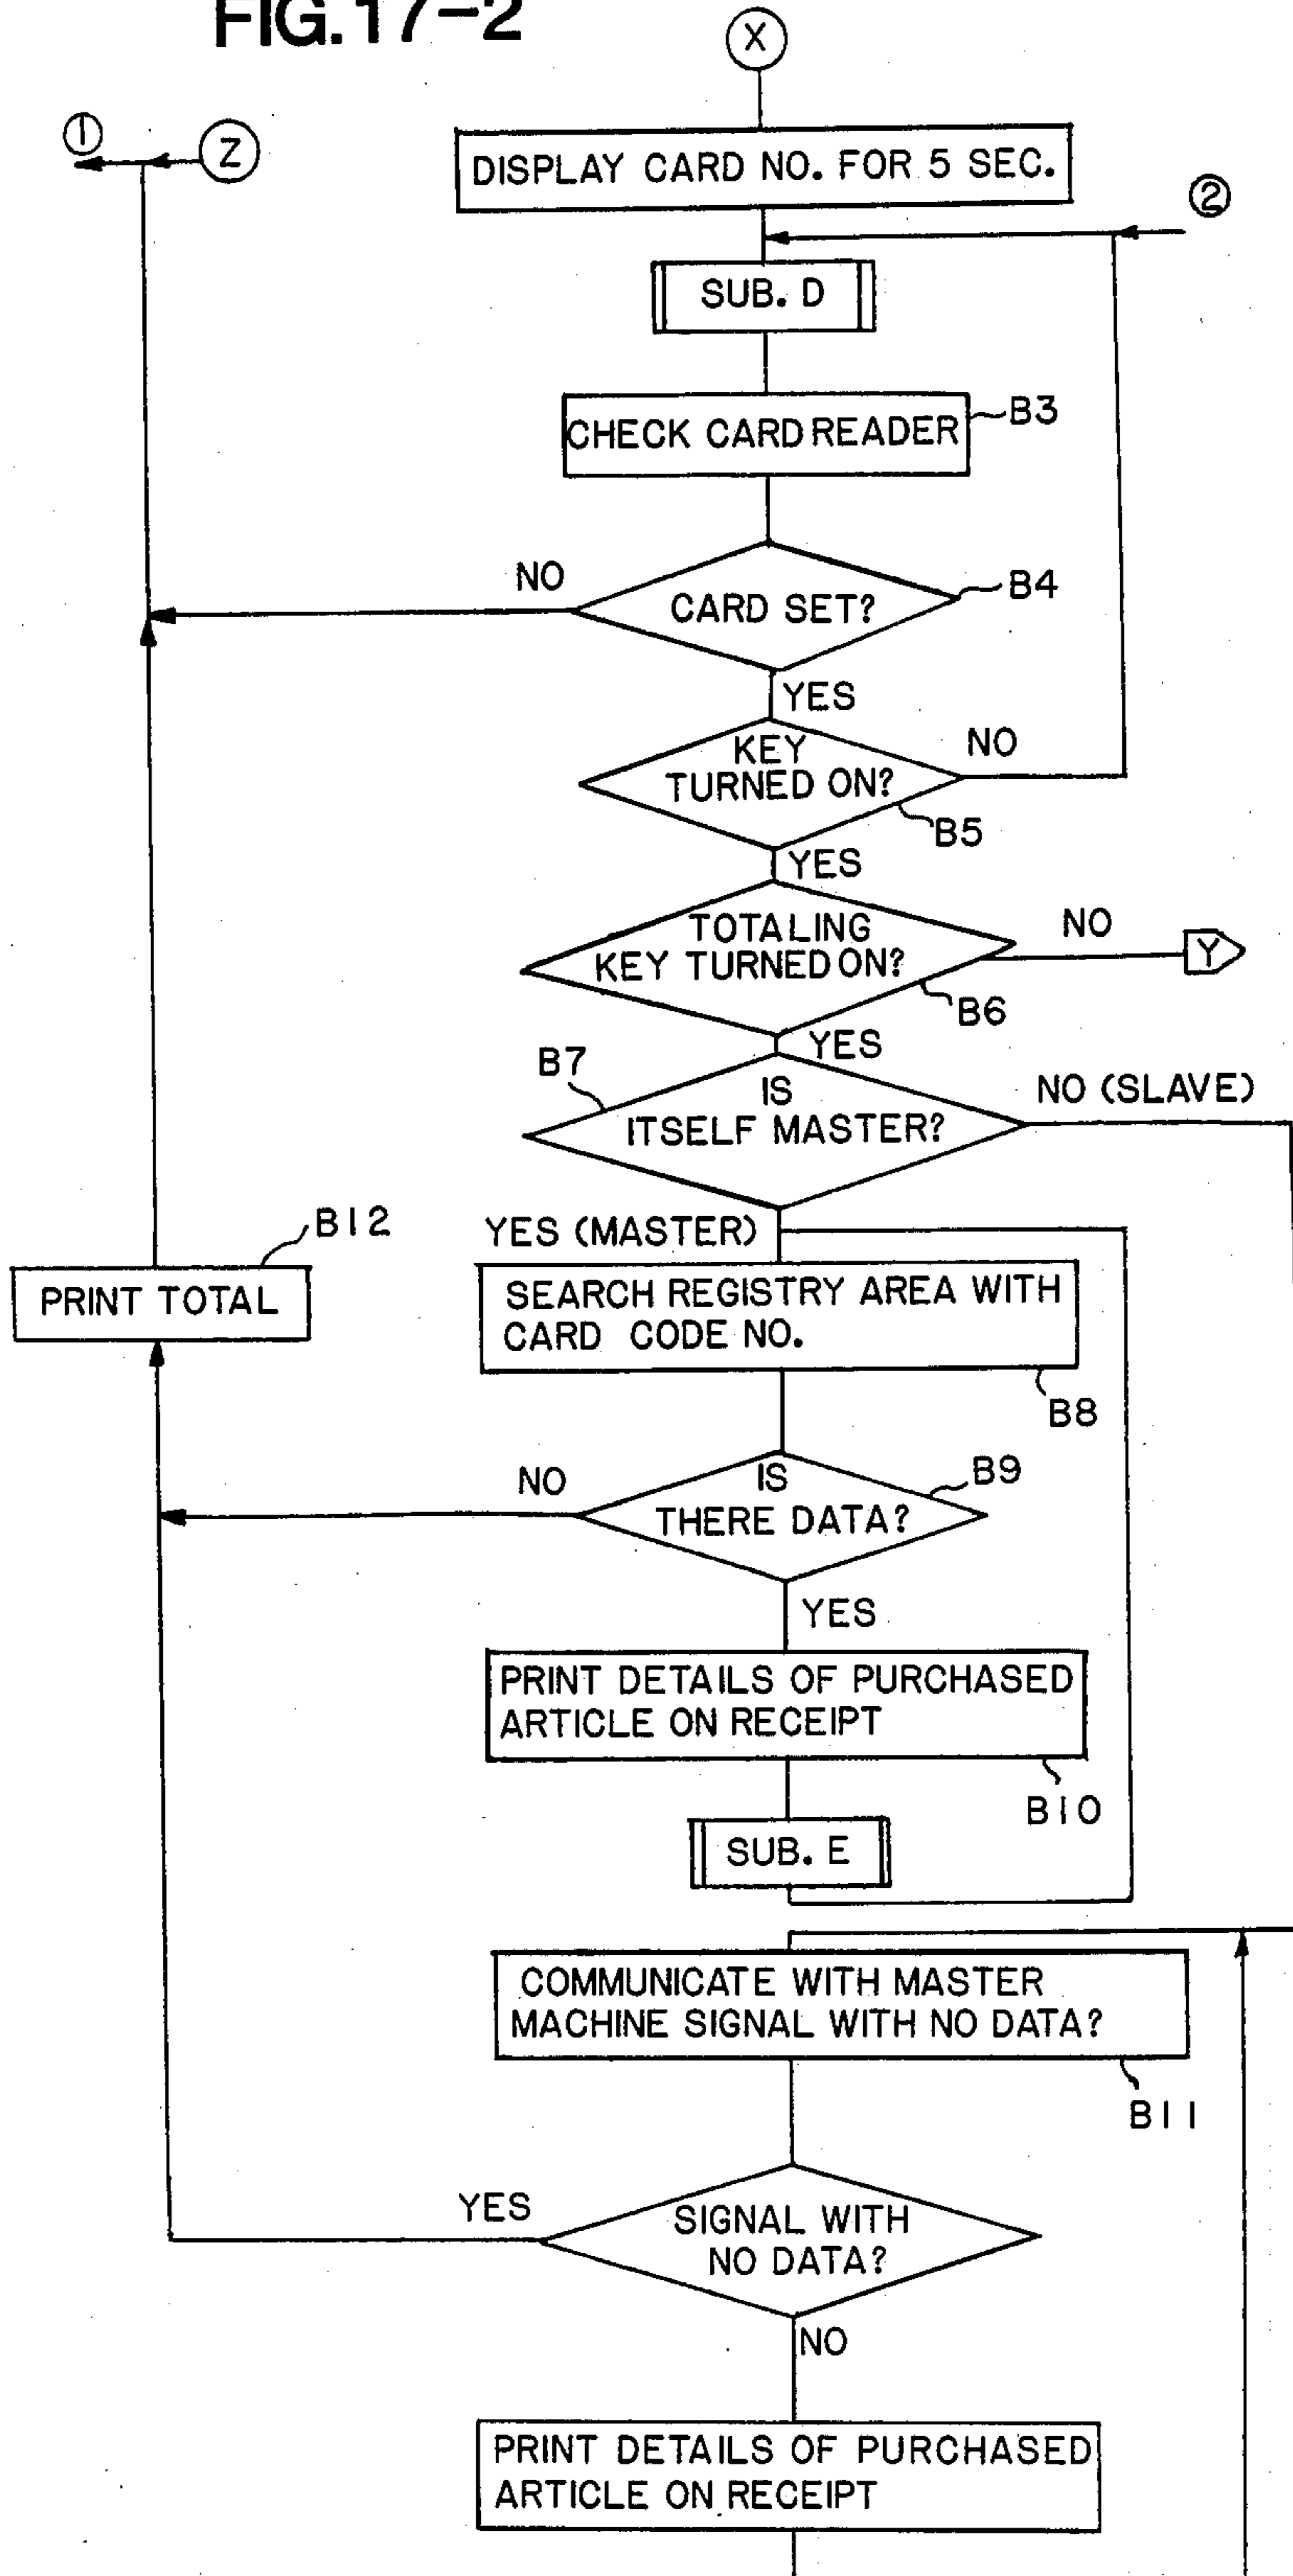 FIG.17-2
X
① Z
DISPLAY CARD NO. FOR 5 SEC.
②
SUB. D
CHECK CARD READER
B3
NO
CARD SET?
B4
YES
KEY
TURNED ON?
NO
B5
YES
TOTALING
KEY TURNED ON?
NO
Y
B6
YES
B7
IS
ITSELF MASTER?
NO (SLAVE)
YES (MASTER)
B12
PRINT TOTAL
SEARCH REGISTRY AREA WITH
CARD CODE NO.
B8
NO
IS
THERE DATA?
B9
YES
PRINT DETAILS OF PURCHASED
ARTICLE ON RECEIPT
B10
SUB. E
COMMUNICATE WITH MASTER
MACHINE SIGNAL WITH NO DATA?
B11
YES
SIGNAL WITH
NO DATA?
NO
PRINT DETAILS OF PURCHASED
ARTICLE ON RECEIPT